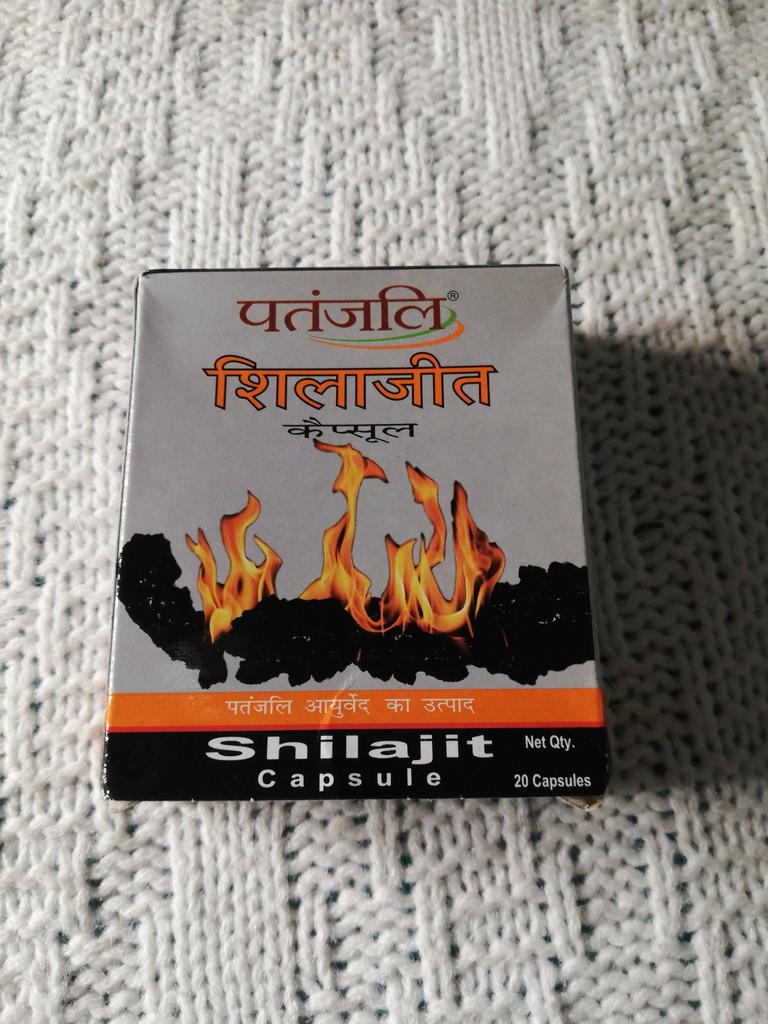 पतंजलि®
शिलाजीत
कैप्सूल
पतंजलि आयुर्वेद का उत्पाद
Shilajit
Capsule
Net Qty.
20 Capsules